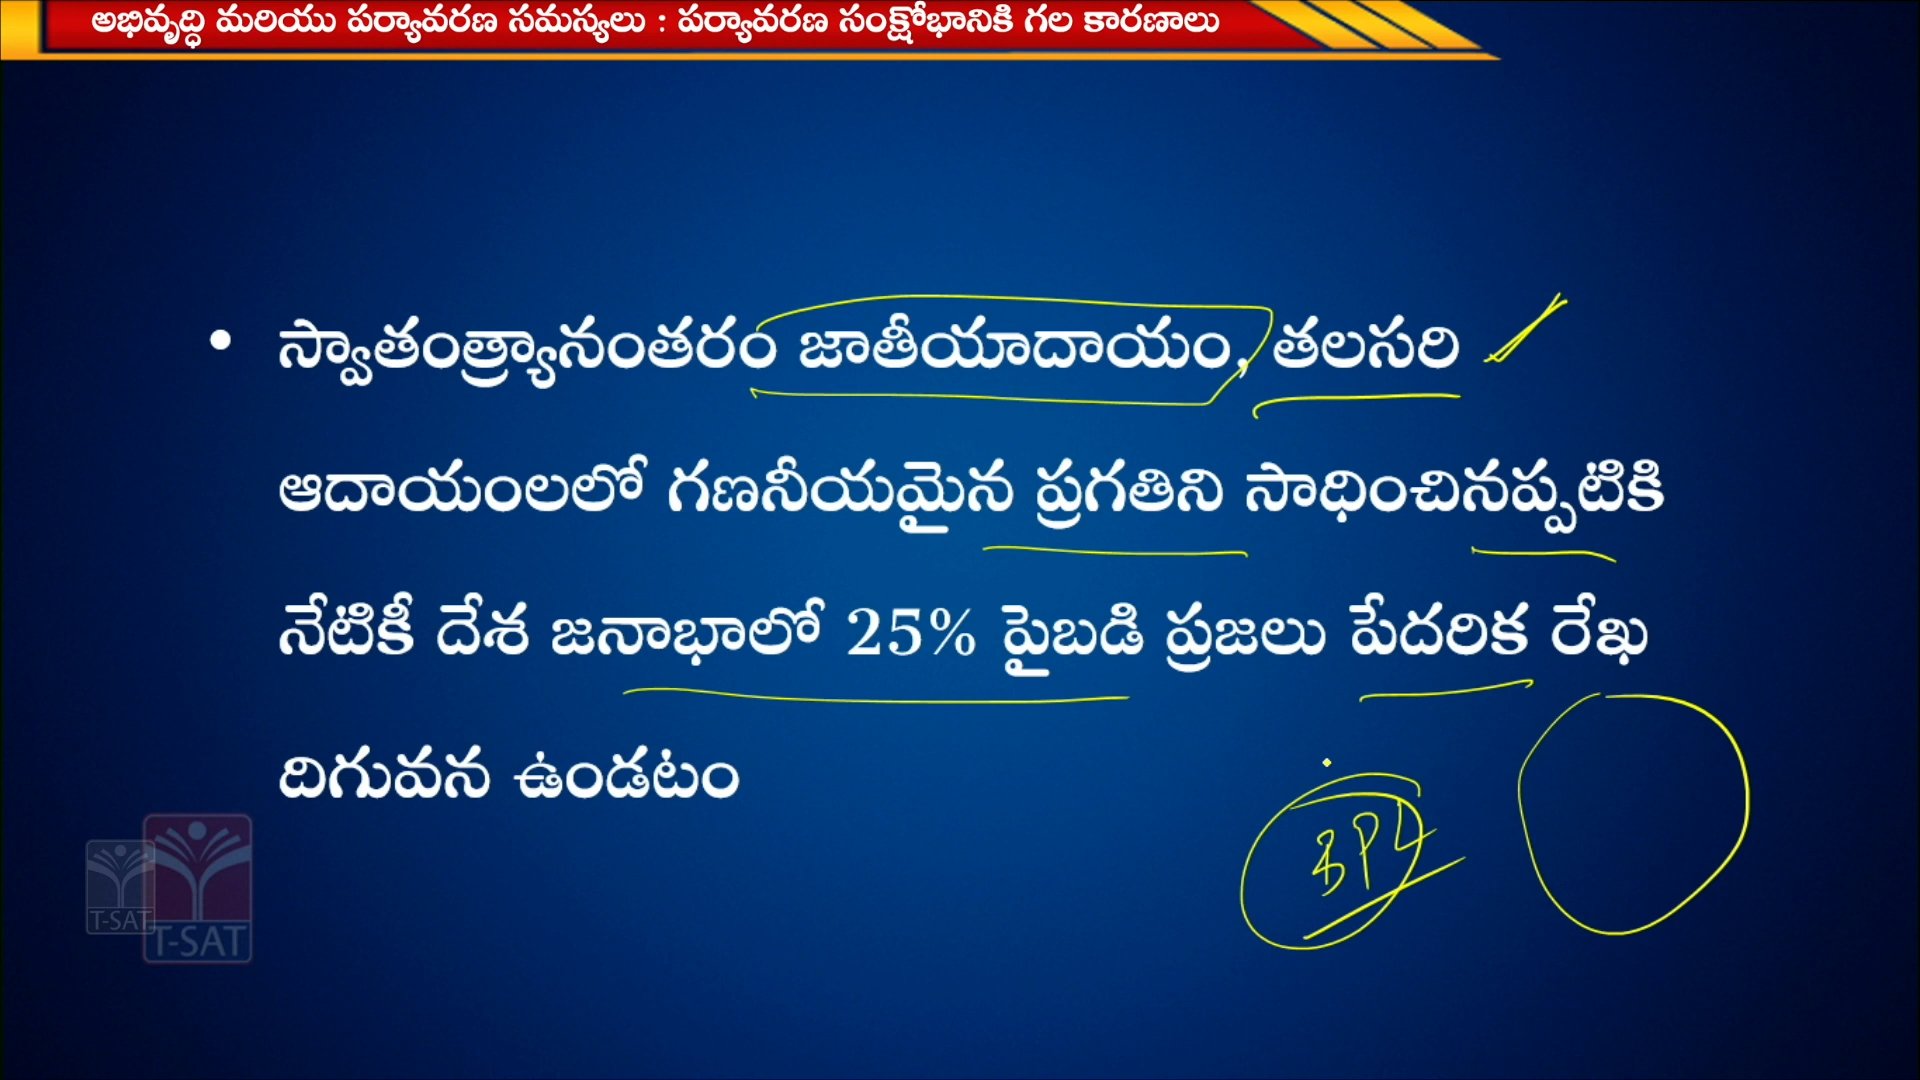 అభివృద్ధి మరియు పర్యావరణ సమస్యలు : పర్యావరణ సంక్షోభానికి గల కారణాలు
• స్వాతంత్ర్యానంతరం జాతీయాదాయం, తలసరి
ఆదాయంలలో గణనీయమైన ప్రగతిని సాధించినప్పటికి
నేటికీ దేశ జనాభాలో 25% పైబడి ప్రజలు పేదరిక రేఖ
దిగువన ఉండటం
BPL
T-SAT
T-SAT